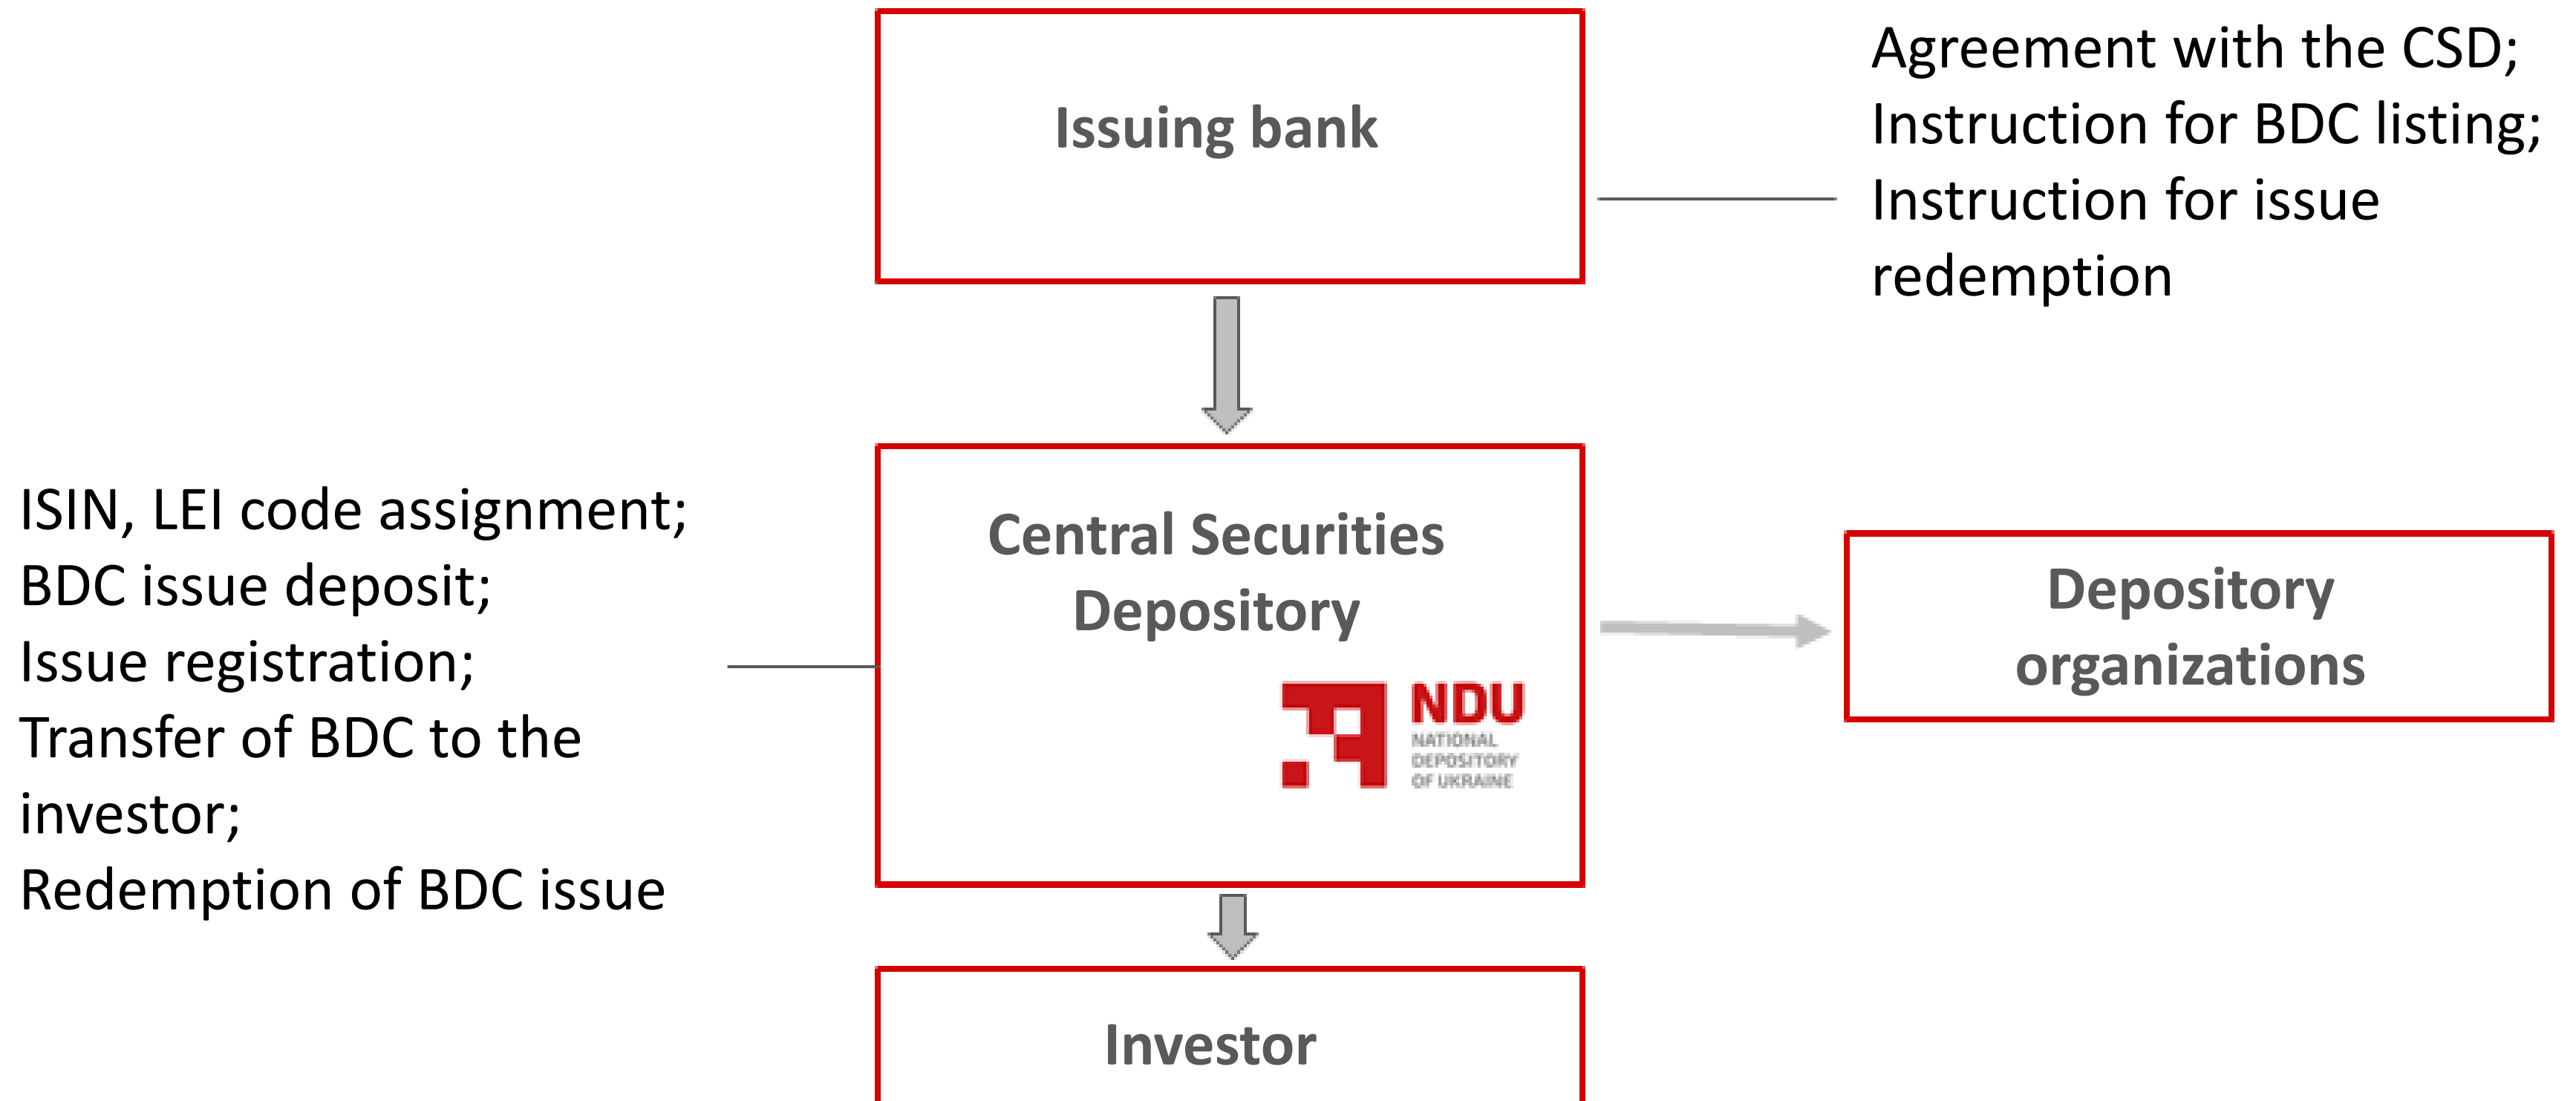 Issuing bank
Agreement with the CSD;
Instruction for BDC listing;
Instruction for issue
redemption
ISIN, LEI code assignment;
BDC issue deposit;
Issue registration;
Transfer of BDC to the
investor;
Redemption of BDC issue
Central Securities
Depository
NDU
NATIONAL
DEPOSITORY
OF UKRAINE
Depository
organizations
Investor